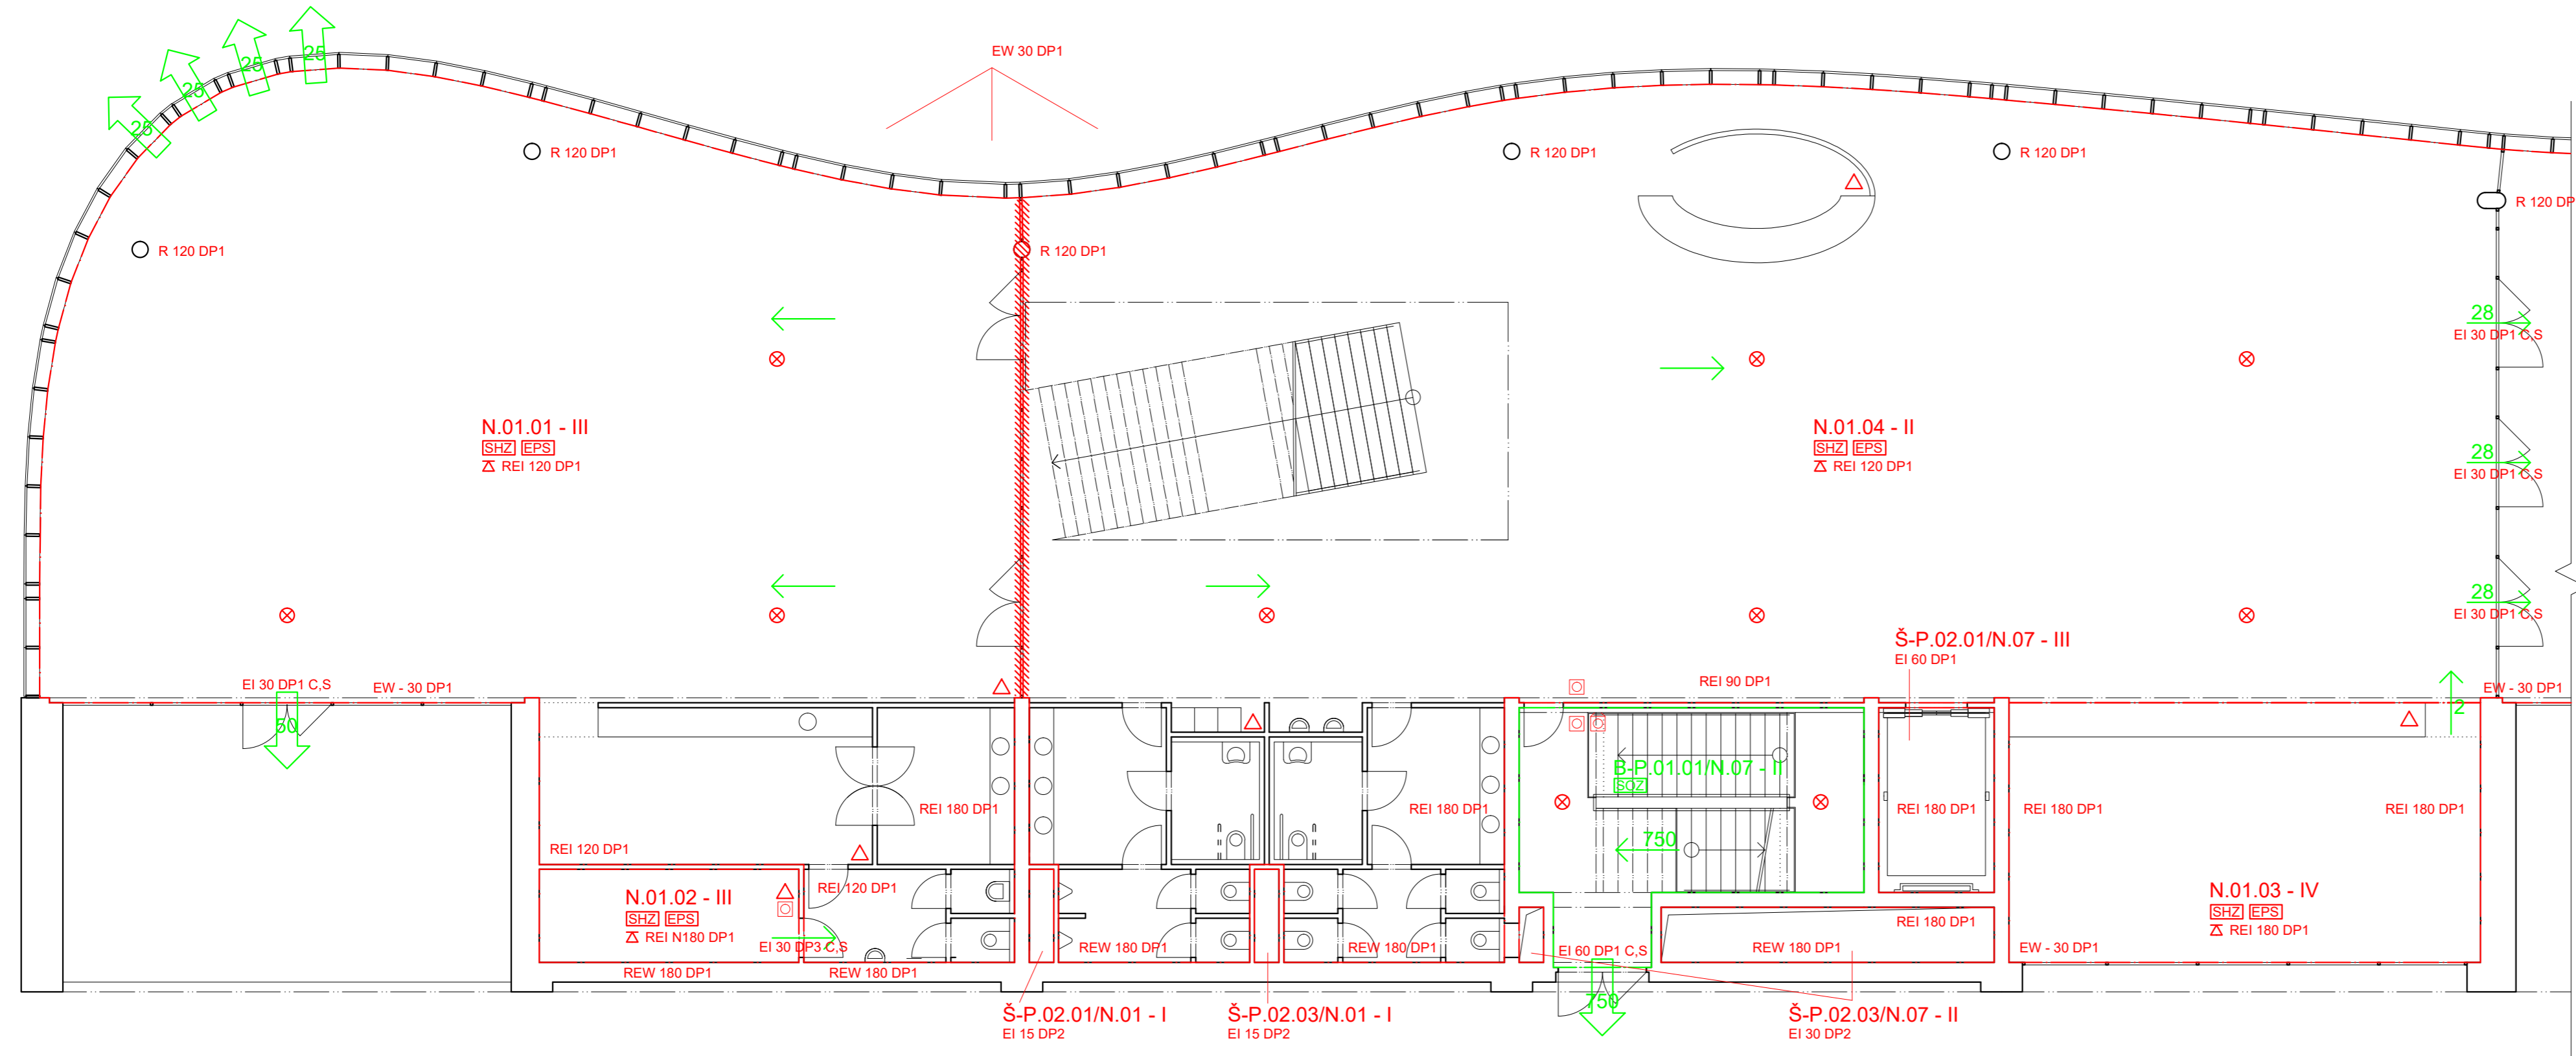 25
25
25
25
EW 30 DP1
R 120 DP1
R 120 DP1
R 120 DP1
R 120 DP
R 120 DP1
R 120 DP1
28
EI 30 DP1 C,S
N.01.01 - III
SHZ EPS
REI 120 DP1
N.01.04 - II
SHZ EPS
REI 120 DP1
28
EI 30 DP1 C,S
28
EI 30 DP1 C,S
Š-P.02.01/N.07 - III
EI 60 DP1
EI 30 DP1 C,S
EW - 30 DP1
REI 90 DP1
EW - 30 DP1
50
2
B-P.01.01/N.07 - II
SOZ
REI 180 DP1
REI 180 DP1
REI 180 DP1
REI 180 DP1
REI 180 DP1
750
REI 120 DP1
REI 120 DP1
N.01.02 - III
SHZ EPS
REI N180 DP1
EI 30 DP3 C,S
REW 180 DP1
REW 180 DP1
EI 60 DP1 C,S
REI 180 DP1
REW 180 DP1
N.01.03 - IV
SHZ EPS
REI 180 DP1
EW - 30 DP1
REW 180 DP1
REW 180 DP1
750
Š-P.02.01/N.01 - I
EI 15 DP2
Š-P.02.03/N.01 - I
EI 15 DP2
Š-P.02.03/N.07 - II
EI 30 DP2